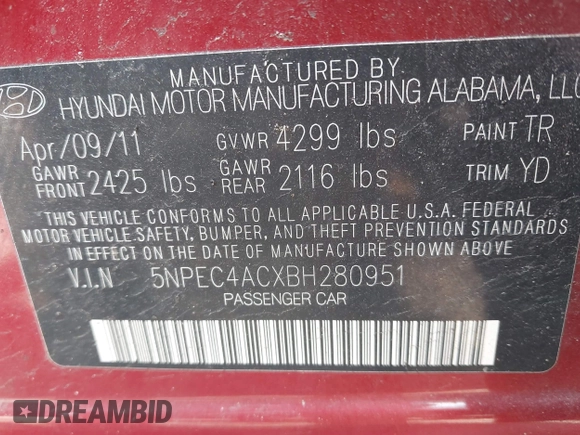 MANUFACTURED BY
HYUNDAI MOTOR MANUFACTURING ALABAMA, LLC
Apr/09/11 GVWR 4299 lbs PAINT TR
GAWR FRONT 2425 lbs GAWR REAR 2116 lbs TRIM YD
THIS VEHICLE CONFORMS TO ALL APPLICABLE U.S.A. FEDERAL
MOTOR VEHICLE SAFETY, BUMPER, AND THEFT PREVENTION STANDARDS
IN EFFECT ON THE DATE OF MANUFACTURE SHOWN ABOVE.
V.I.N 5NPEC4ACXBH280951
PASSENGER CAR
DREAMBID